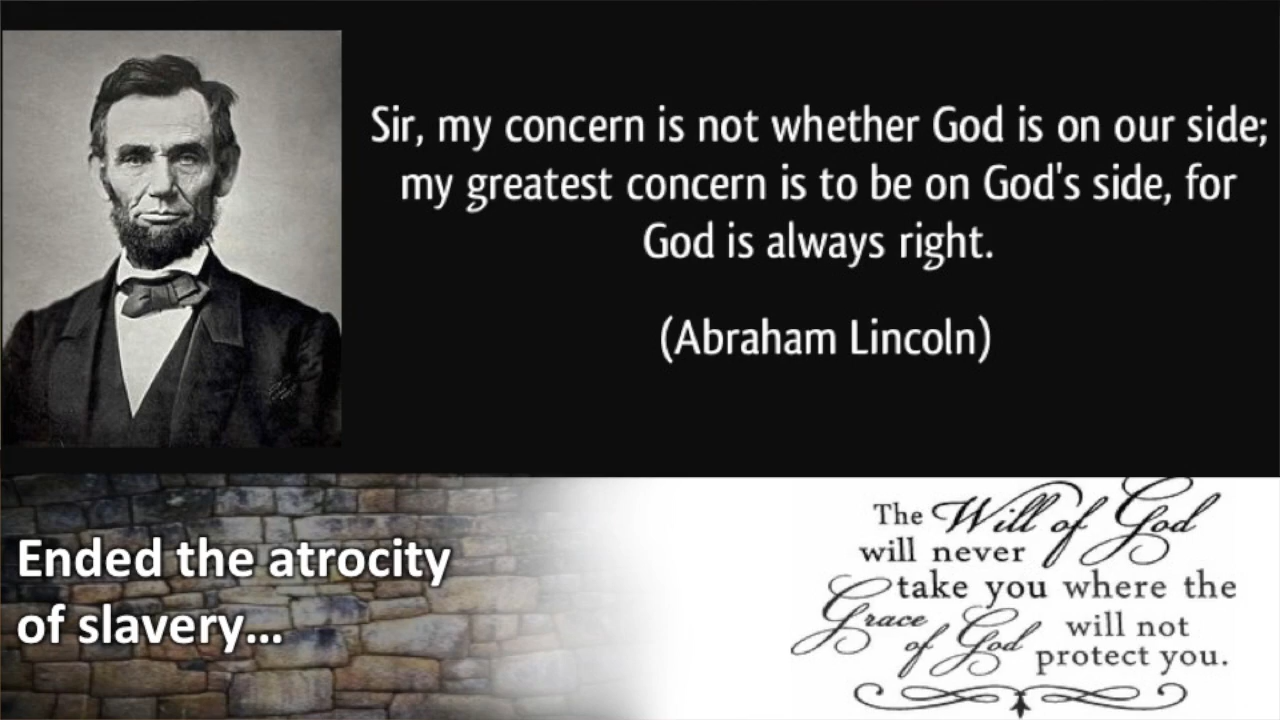 Sir, my concern is not whether God is on our side;
my greatest concern is to be on God's side, for
God is always right.
(Abraham Lincoln)
Ended the atrocity
of slavery...
The Will of God
will never
take you where the
Grace
of God will not
protect you.